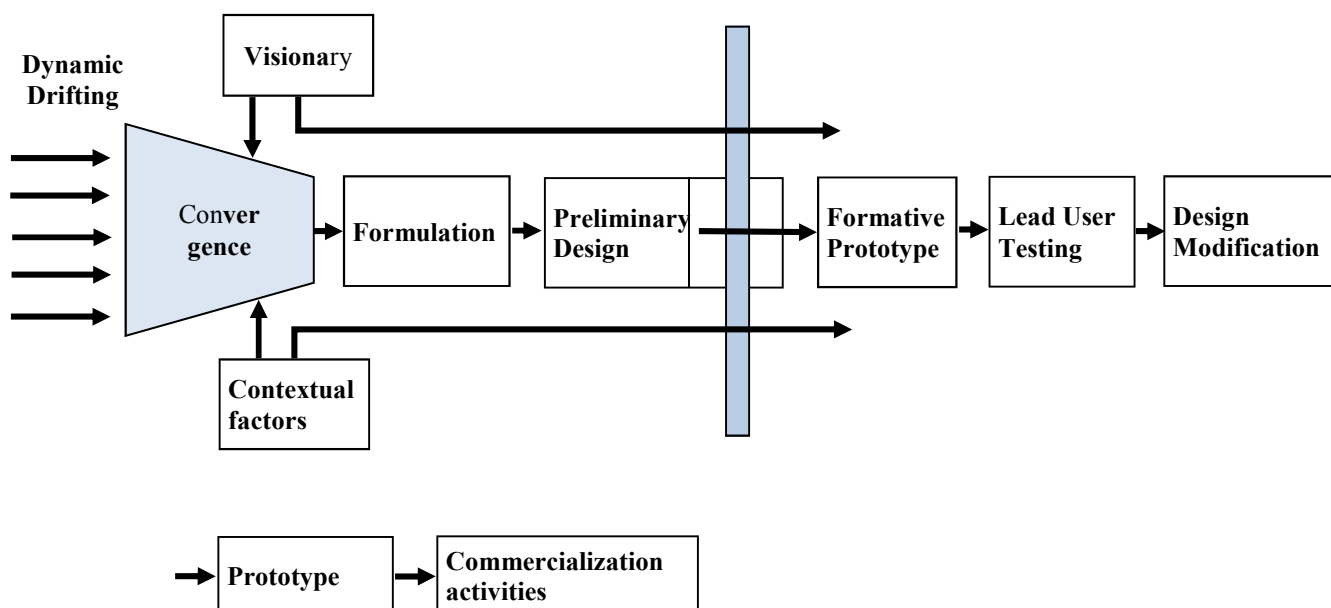 Dynamic
Drifting
Visionary
Conver
gence
Formulation
Preliminary
Design
Formative
Prototype
Lead User
Testing
Design
Modification
Contextual
factors
Prototype
Commercialization
activities